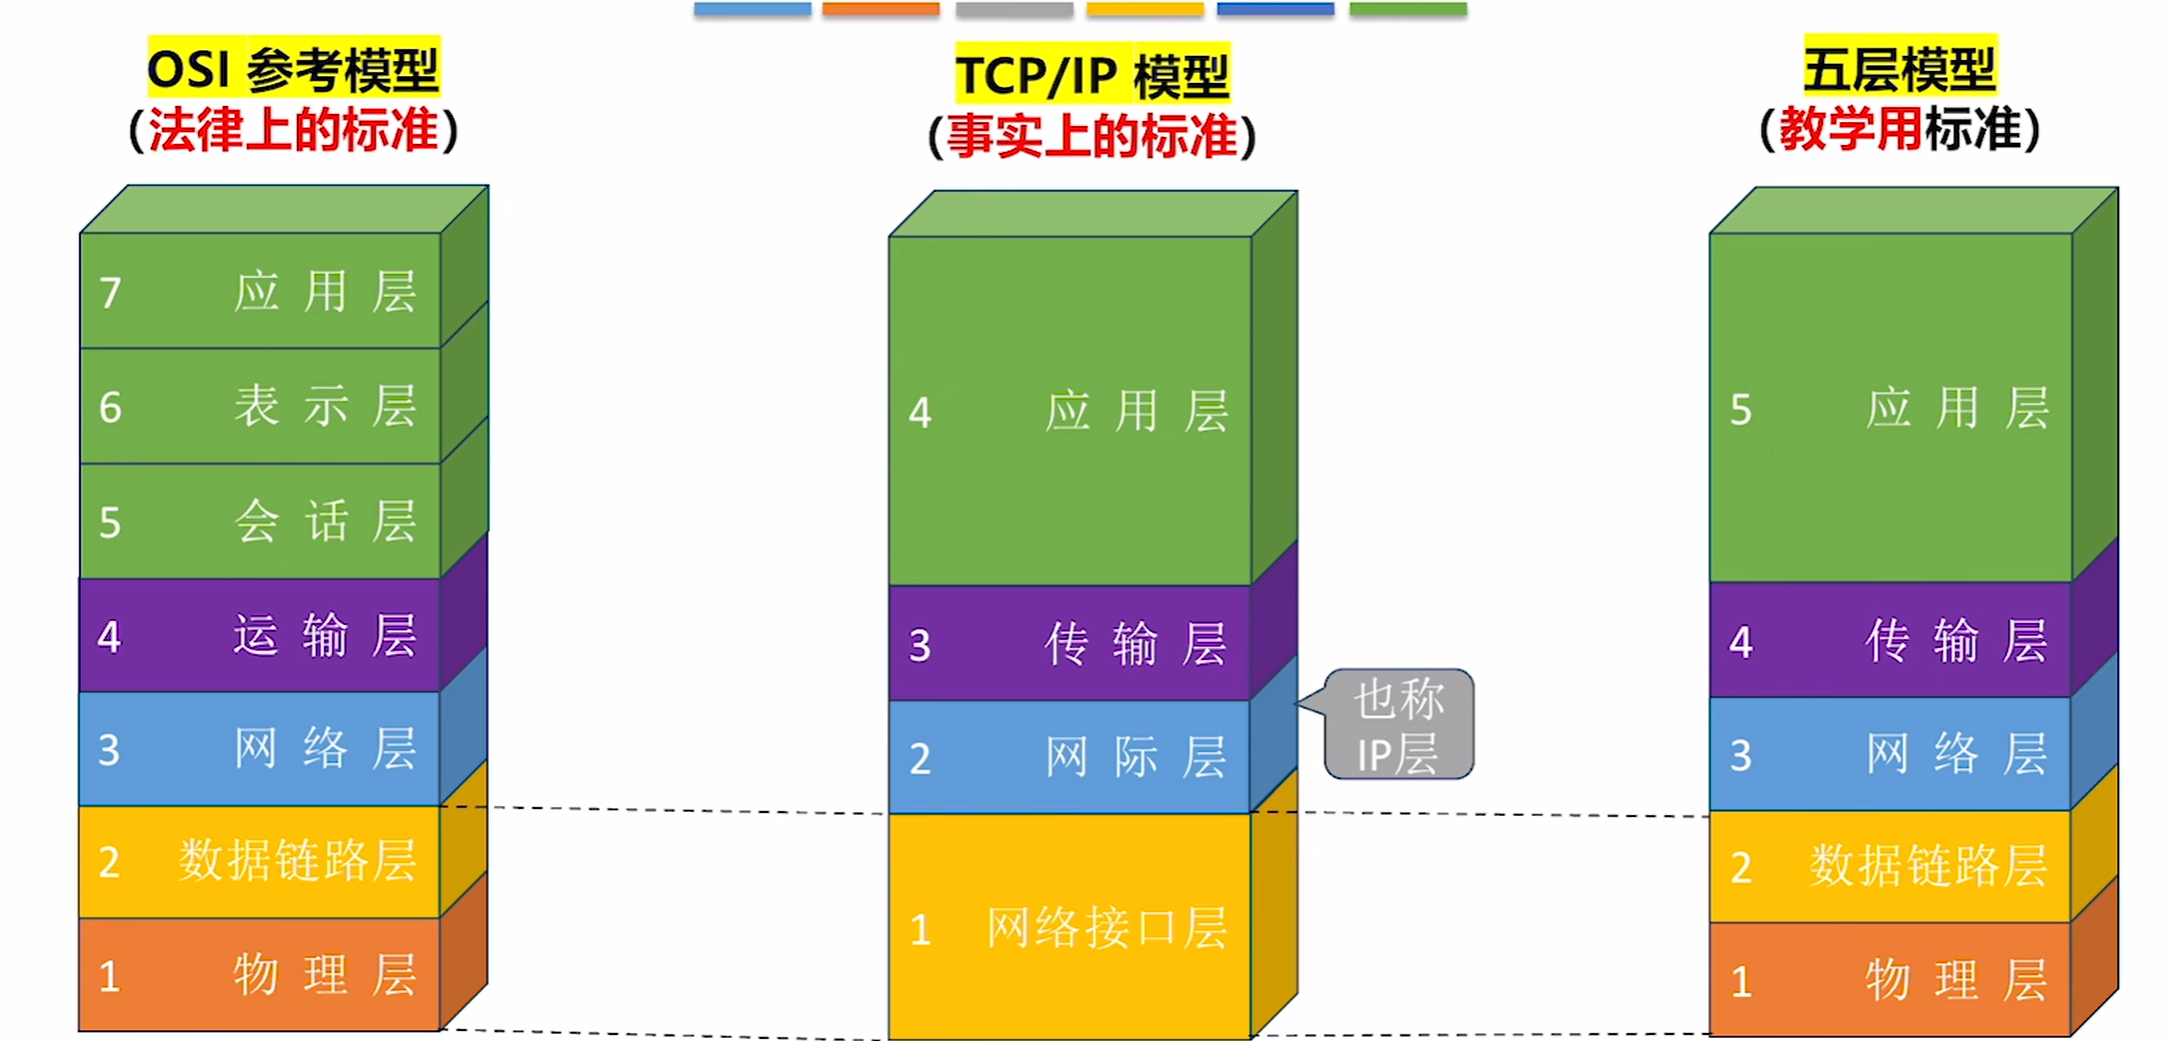 OSI 参考模型
(法律上的标准)
7 应用层
6 表示层
5 会话层
4 运输层
3 网络层
2 数据链路层
1 物理层
TCP/IP 模型
(事实上的标准)
4 应用层
3 传输层
2 网际层
1 网络接口层
也称
IP层
五层模型
(教学用标准)
5 应用层
4 传输层
3 网络层
2 数据链路层
1 物理层